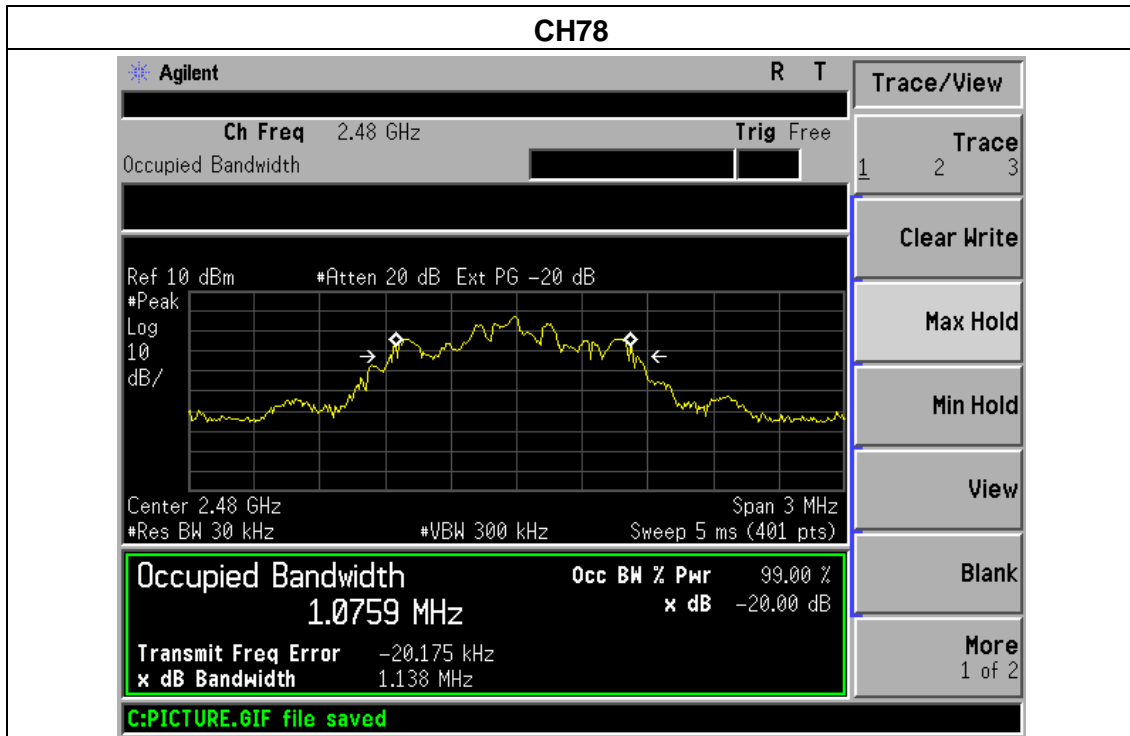 CH78
Agilent R T
Trace/View
Ch Freq 2.48 GHz Trig Free
Occupied Bandwidth
Trace
1 2 3
Clear Write
Ref 10 dBm #Atten 20 dB Ext PG -20 dB
#Peak
Log
10
dB/
Max Hold
Min Hold
View
Center 2.48 GHz Span 3 MHz
#Res BW 30 kHz #VBW 300 kHz Sweep 5 ms (401 pts)
Occupied Bandwidth Occ BW % Pwr 99.00 %
1.0759 MHz x dB -20.00 dB
Blank
Transmit Freq Error -20.175 kHz
x dB Bandwidth 1.138 MHz
More
1 of 2
C:PICTURE.GIF file saved